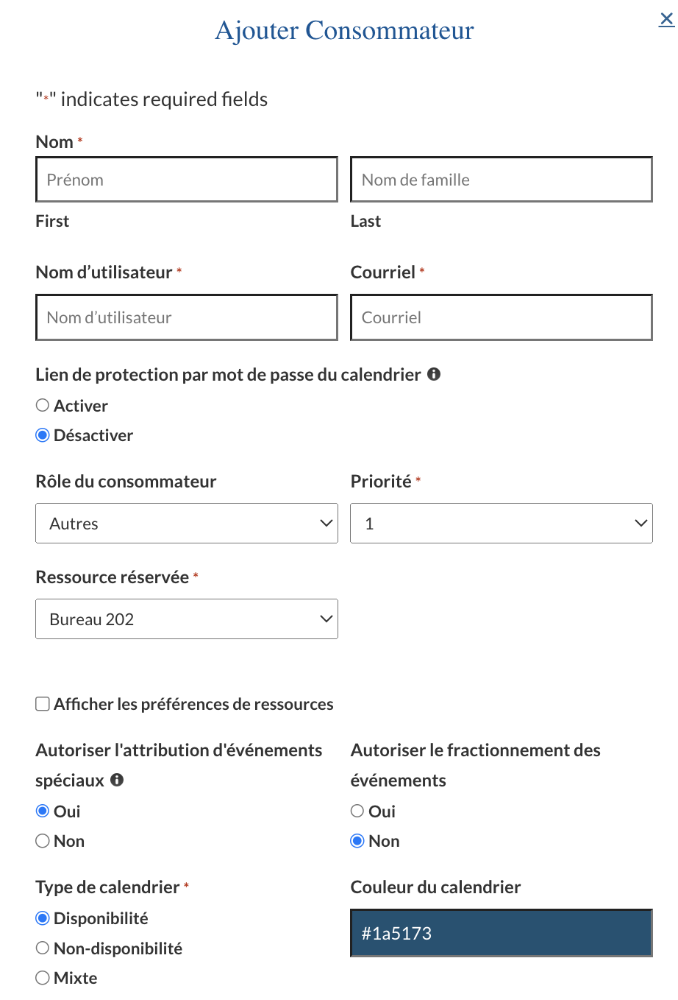 Ajouter Consommateur
"*" indicates required fields
Nom *
Prénom
Nom de famille
First
Last
Nom d’utilisateur *
Courriel *
Nom d’utilisateur
Courriel
Lien de protection par mot de passe du calendrier
Activer
Désactiver
Rôle du consommateur
Priorité *
Autres
1
Ressource réservée *
Bureau 202
Afficher les préférences de ressources
Autoriser l'attribution d'événements
spéciaux
Oui
Non
Autoriser le fractionnement des
événements
Oui
Non
Type de calendrier *
Disponibilité
Non-disponibilité
Mixte
Couleur du calendrier
#1a5173